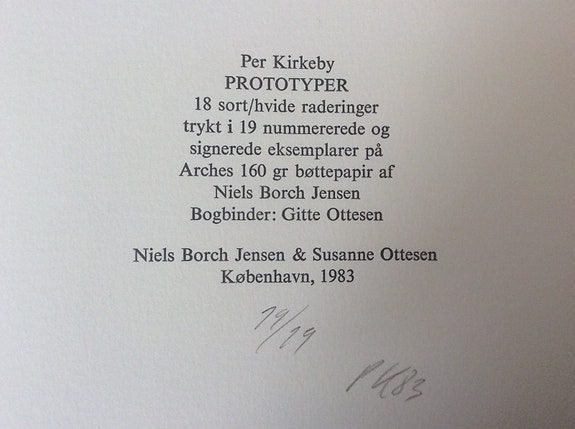 Per Kirkeby
PROTOTYPER
18 sort/hvide raderinger
trykt i 19 nummererede og
signerede eksemplarer på
Arches 160 gr bøttepapir af
Niels Borch Jensen
Bogbinder: Gitte Ottesen
Niels Borch Jensen & Susanne Ottesen
København, 1983
19/19
PK83